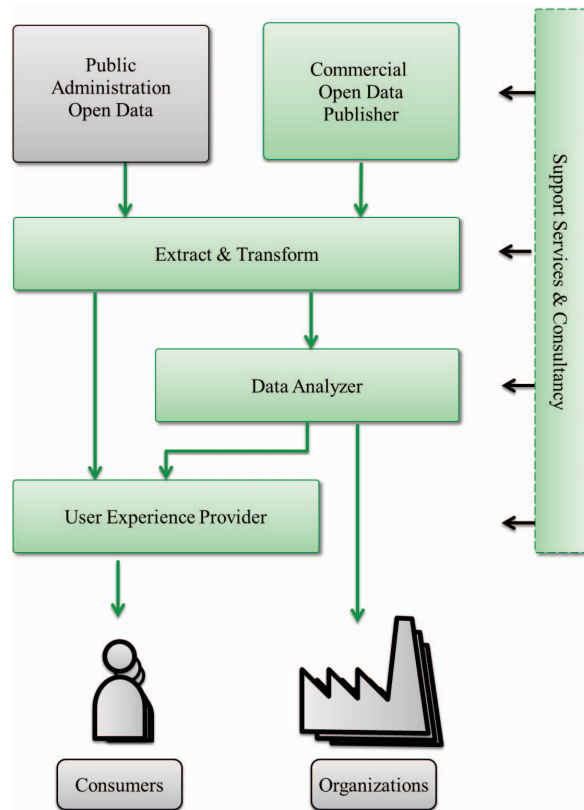 Public
Administration
Open Data
Commercial
Open Data
Publisher
Support Services & Consultancy
Extract & Transform
Data Analyzer
User Experience Provider
Consumers
Organizations